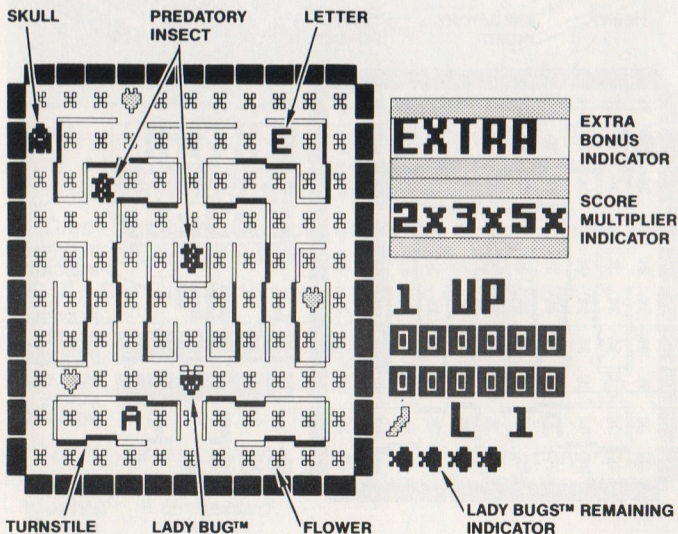 SKULL
PREDATORY
INSECT
LETTER
E
EXTRA
EXTRA
BONUS
INDICATOR
2x3x5x
SCORE
MULTIPLIER
INDICATOR
1 UP
000000
000000
A
L 1
LADY BUGS™ REMAINING
INDICATOR
TURNSTILE
LADY BUG™
FLOWER